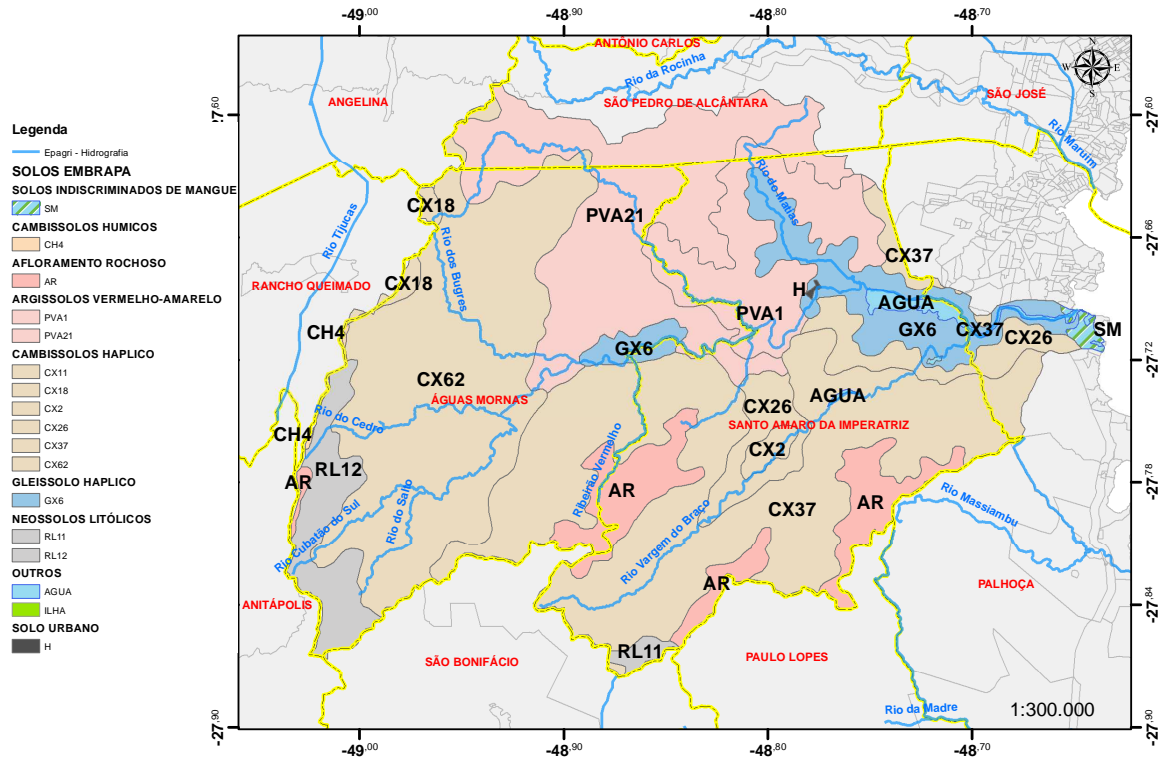 -49,00
-48,90
-48,80
-48,70
Legenda
Epagri - Hidrografia
SOLOS EMBRAPA
SOLOS INDISCRIMINADOS DE MANGUE
SM
CAMBISSOLOS HUMICOS
CH4
AFLORAMENTO ROCHOSO
AR
ARGISSOLOS VERMELHO-AMARELO
PVA1
PVA21
CAMBISSOLOS HAPLICO
CX11
CX18
CX2
CX26
CX37
CX62
GLEISSOLO HAPLICO
GX6
NEOSSOLOS LITÓLICOS
RL11
RL12
OUTROS
AGUA
ILHA
SOLO URBANO
H
ANTÔNIO CARLOS
N
W E
S
Rio da Rocinha
ANGELINA
SÃO PEDRO DE ALCÂNTARA
SÃO JOSÉ
Rio Maruim
-27,60
Rio do Matias
CX18
PVA21
Rio Tijucas
Rio dos Bugres
-27,66
CX37
RANCHO QUEIMADO
CX18
H
AGUA
PVA1
CH4
GX6
CX37
CX26
SM
GX6
-27,72
CX62
ÁGUAS MORNAS
AGUA
CX26
Rio do Cedro
SANTO AMARO DA IMPERATRIZ
CH4
CX2
RL12
AR
Ribeirão Vermelho
AR
AR
Rio Massiambu
-27,78
Rio Cubatão do Sul
Rio do Salto
CX37
Rio Vargem do Braço
AR
PALHOÇA
ANITÁPOLIS
-27,84
RL11
SÃO BONIFÁCIO
PAULO LOPES
Rio da Madre
1:300.000
-27,90
-49,00
-48,90
-48,80
-48,70
,60
-27,66
-27,72
-27,78
-27,84
-27,90